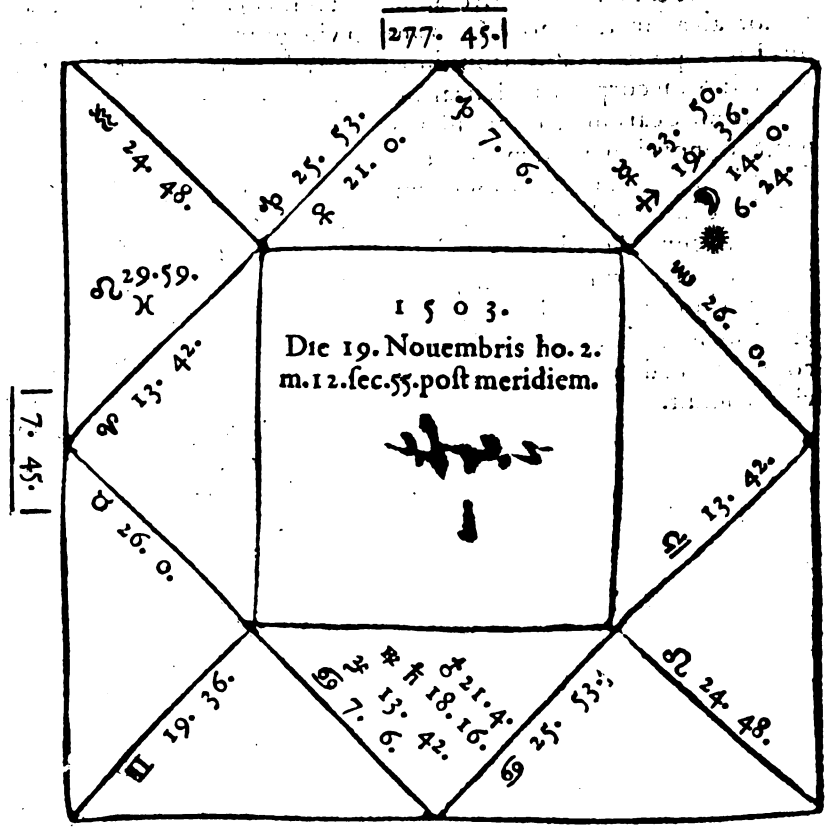 277. 45.
♒ 24. 48.
♑ 25. 53.
♀ 21. 0.
♑ 7. 6.
23. 50.
♐ 19. 36.
☽ 14. 0.
☀ 6. 24.
♏ 26. 0.
☊ 29. 59.
♓
♈ 13. 42.
1503.
Die 19. Nouembris ho. 2.
m. 12. ſec. 55. poſt meridiem.
7. 45.
♉ 26. 0.
♎ 13. 42.
♊ 19. 36.
♋ 7. 6.
♃ 13. 42.
♄ 18. 16.
♂ 21. 4.
♋ 25. 53.
♌ 24. 48.